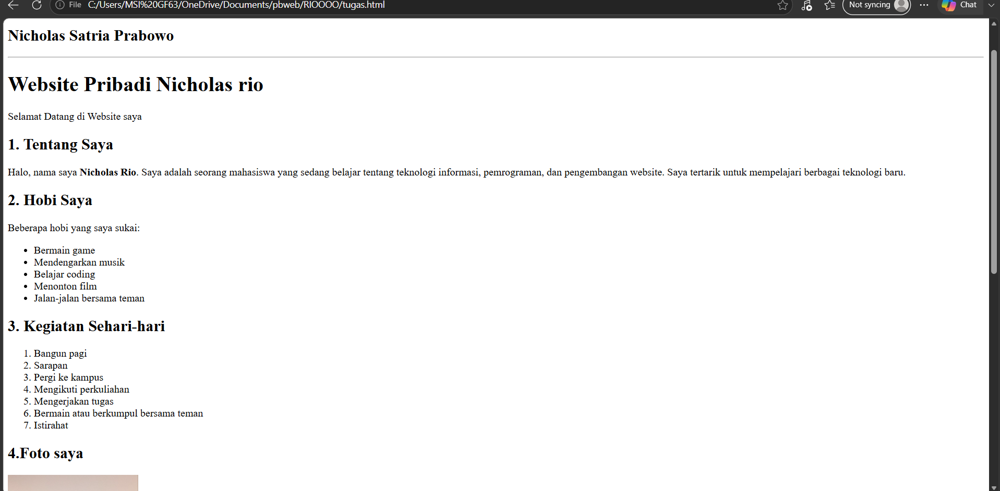 File C:/Users/MSI%20GF63/OneDrive/Documents/pbweb/RIOOOO/tugas.html Not syncing Chat
Nicholas Satria Prabowo
Website Pribadi Nicholas rio
Selamat Datang di Website saya
1. Tentang Saya
Halo, nama saya Nicholas Rio. Saya adalah seorang mahasiswa yang sedang belajar tentang teknologi informasi, pemrograman, dan pengembangan website. Saya tertarik untuk mempelajari berbagai teknologi baru.
2. Hobi Saya
Beberapa hobi yang saya sukai:
• Bermain game
• Mendengarkan musik
• Belajar coding
• Menonton film
• Jalan-jalan bersama teman
3. Kegiatan Sehari-hari
1. Bangun pagi
2. Sarapan
3. Pergi ke kampus
4. Mengikuti perkuliahan
5. Mengerjakan tugas
6. Bermain atau berkumpul bersama teman
7. Istirahat
4.Foto saya